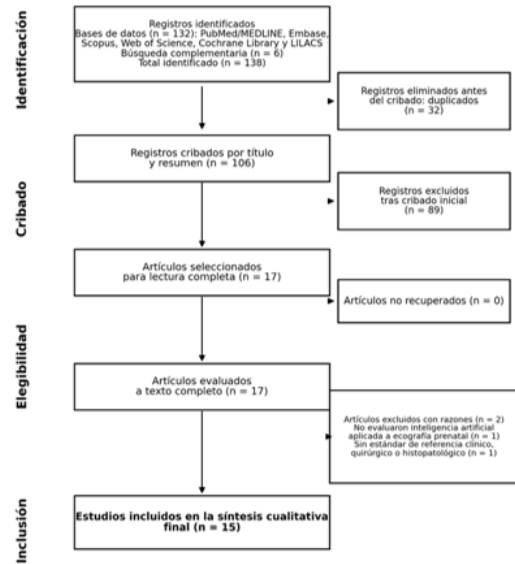 Identificación
Registros identificados
Bases de datos (n = 132): PubMed/MEDLINE, Embase,
Scopus, Web of Science, Cochrane Library y LILACS
Búsqueda complementaria (n = 6)
Total identificado (n = 138)
Registros eliminados antes
del cribado: duplicados
(n = 32)
Cribado
Registros cribados por título
y resumen (n = 106)
Registros excluidos
tras cribado inicial
(n = 89)
Elegibilidad
Artículos seleccionados
para lectura completa (n = 17)
Artículos no recuperados (n = 0)
Artículos evaluados
a texto completo (n = 17)
Artículos excluidos con razones (n = 2)
No evaluaron inteligencia artificial
aplicada a ecografía prenatal (n = 1)
Sin estándar de referencia clínico,
quirúrgico o histopatológico (n = 1)
Inclusión
Estudios incluidos en la síntesis cualitativa
final (n = 15)